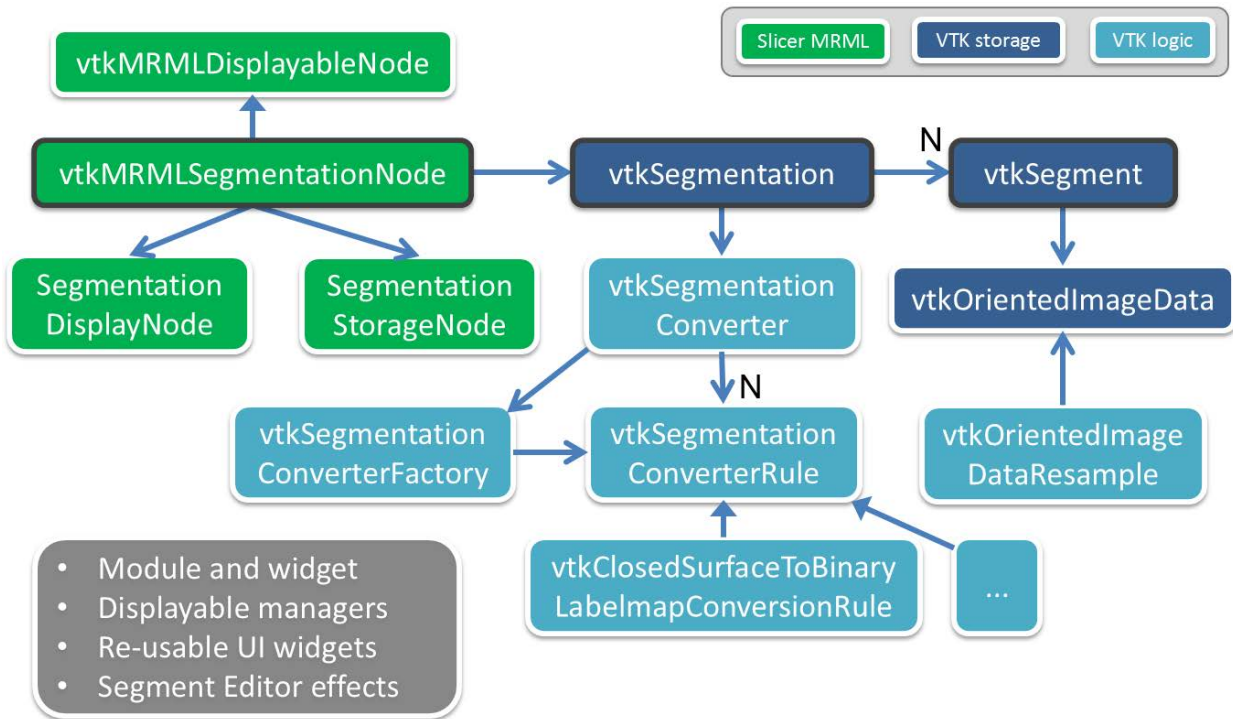 Slicer MRML
VTK storage
VTK logic
vtkMRMLDisplayableNode
vtkMRMLSegmentationNode
vtkSegmentation
N
vtkSegment
Segmentation
DisplayNode
Segmentation
StorageNode
vtkSegmentation
Converter
vtkOrientedImageData
N
vtkSegmentation
ConverterFactory
vtkSegmentation
ConverterRule
vtkOrientedImage
DataResample
• Module and widget
• Displayable managers
• Re-usable UI widgets
• Segment Editor effects
vtkClosedSurfaceToBinary
LabelmapConversionRule
...